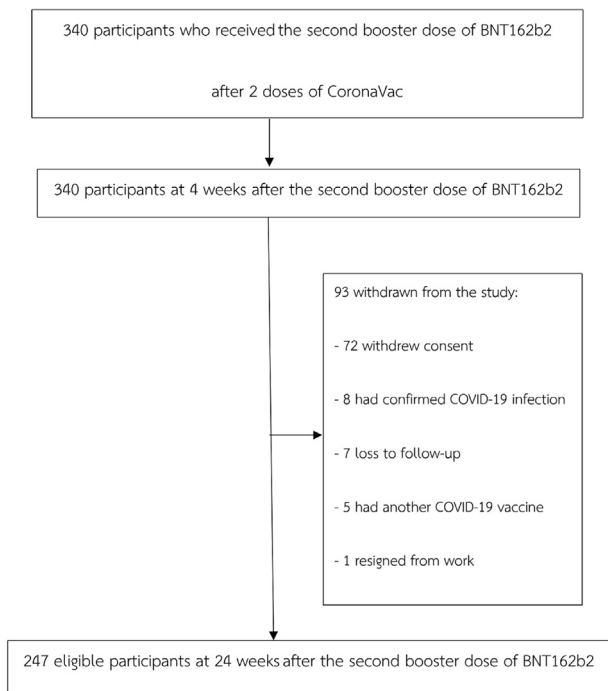 340 participants who received the second booster dose of BNT162b2
after 2 doses of CoronaVac
340 participants at 4 weeks after the second booster dose of BNT162b2
93 withdrawn from the study:
- 72 withdrew consent
- 8 had confirmed COVID-19 infection
- 7 loss to follow-up
- 5 had another COVID-19 vaccine
- 1 resigned from work
247 eligible participants at 24 weeks after the second booster dose of BNT162b2